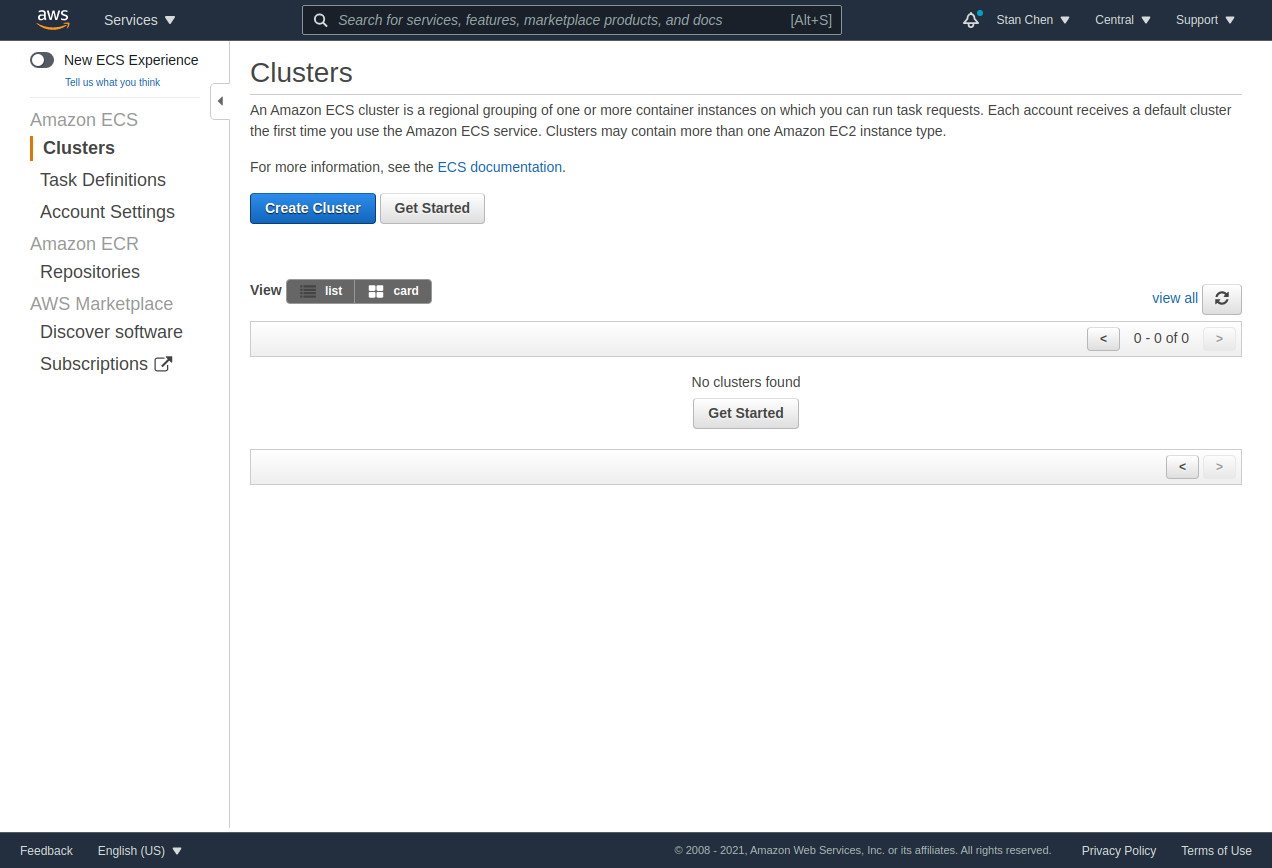 aws Services Search for services, features, marketplace products, and docs [Alt+S] Stan Chen Central Support
New ECS Experience
Tell us what you think
Amazon ECS
Clusters
Task Definitions
Account Settings
Amazon ECR
Repositories
AWS Marketplace
Discover software
Subscriptions
Clusters
An Amazon ECS cluster is a regional grouping of one or more container instances on which you can run task requests. Each account receives a default cluster
the first time you use the Amazon ECS service. Clusters may contain more than one Amazon EC2 instance type.
For more information, see the ECS documentation.
Create Cluster Get Started
View list card view all
< 0 - 0 of 0 >
No clusters found
Get Started
< >
Feedback English (US) © 2008 - 2021, Amazon Web Services, Inc. or its affiliates. All rights reserved. Privacy Policy Terms of Use